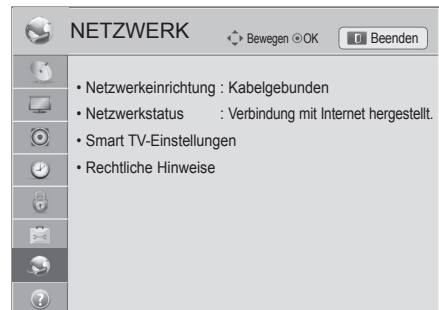 NETZWERK Bewegen OK Beenden
• Netzwerkeinrichtung : Kabelgebunden
• Netzwerkstatus : Verbindung mit Internet hergestellt.
• Smart TV-Einstellungen
• Rechtliche Hinweise
?